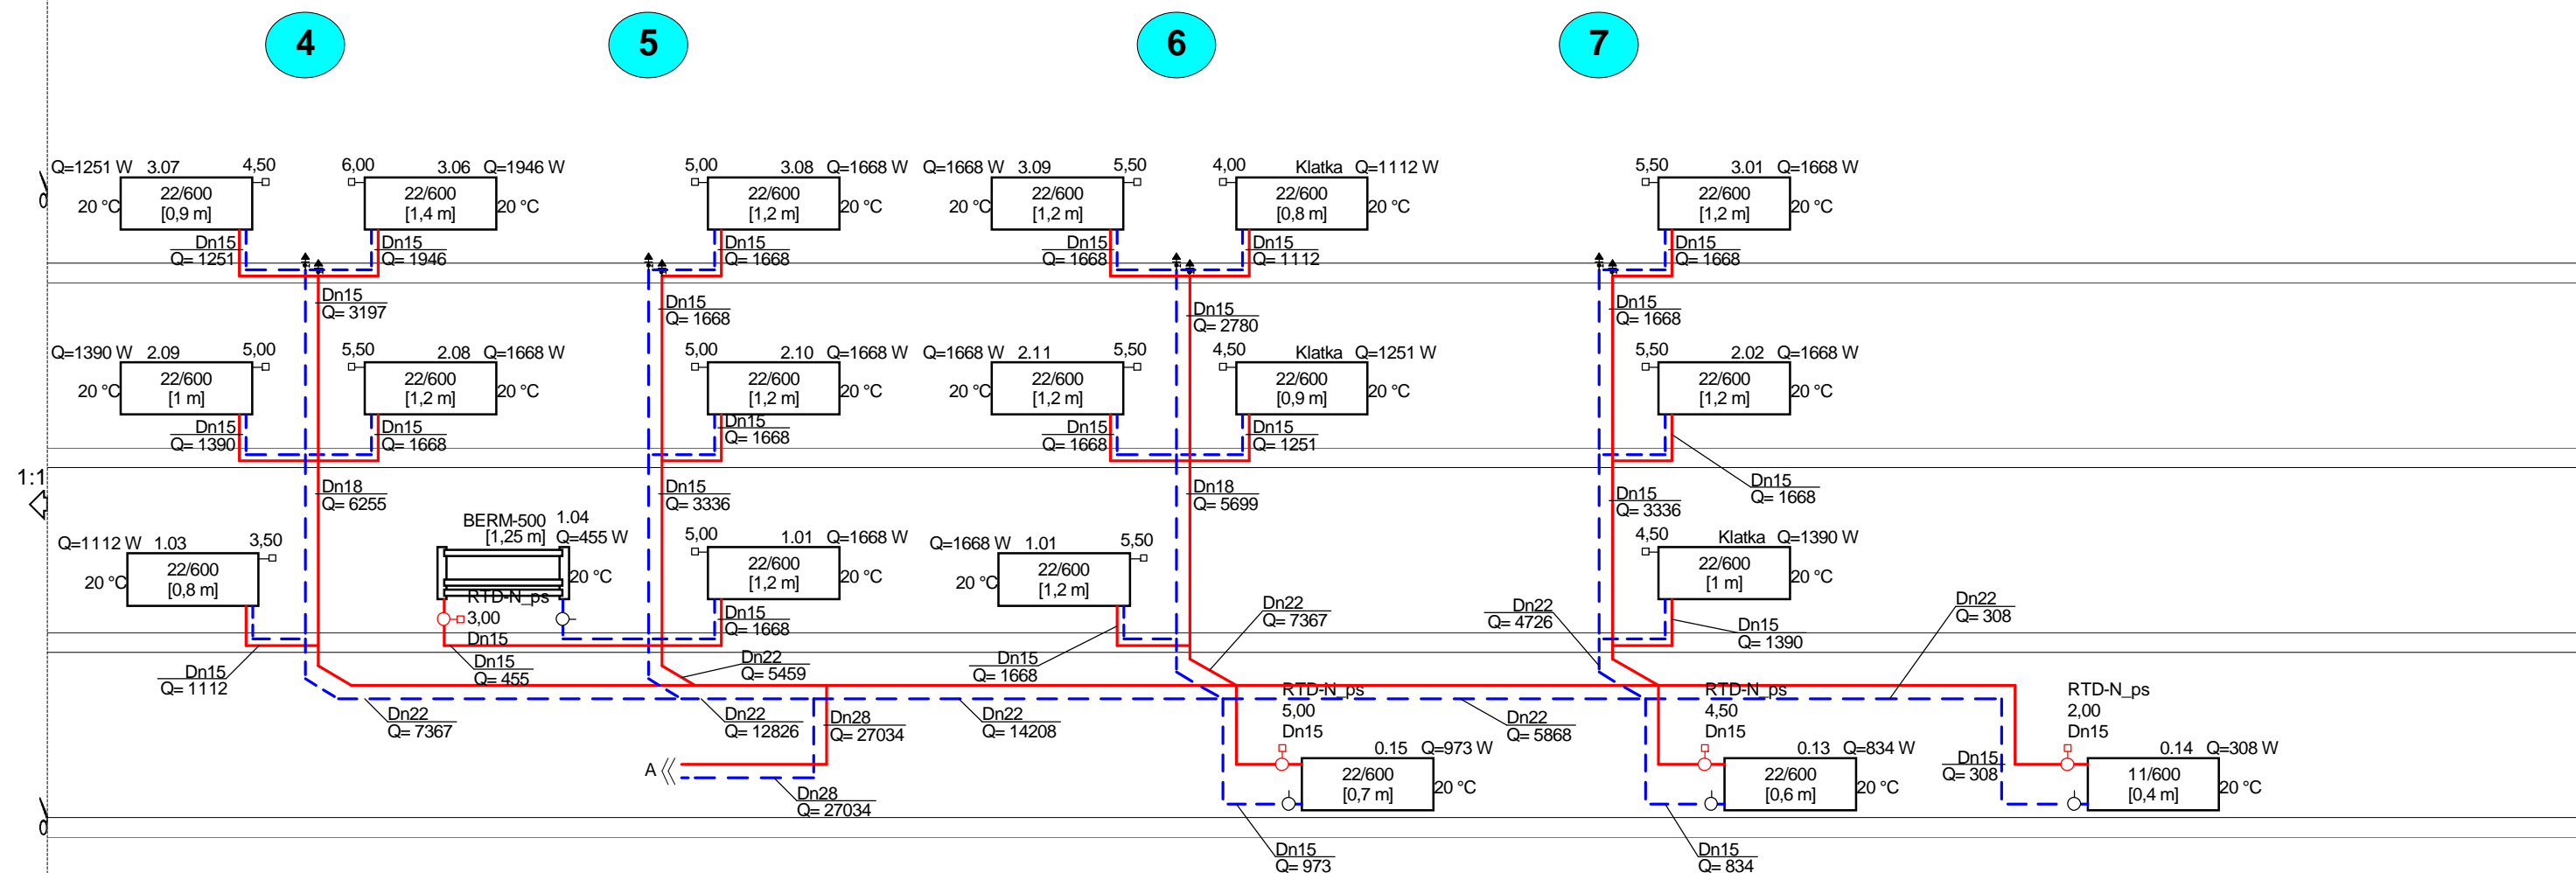 4
5
6
7
Q=1251 W 3.07 4,50
22/600
[0,9 m]
20 °C
Dn15
Q= 1251
6,00 3.06 Q=1946 W
22/600
[1,4 m]
20 °C
Dn15
Q= 1946
5,00 3.08 Q=1668 W
22/600
[1,2 m]
20 °C
Dn15
Q= 1668
Q=1668 W 3.09 5,50
22/600
[1,2 m]
20 °C
Dn15
Q= 1668
4,00 Klatka Q=1112 W
22/600
[0,8 m]
20 °C
Dn15
Q= 1112
5,50 3.01 Q=1668 W
22/600
[1,2 m]
20 °C
Dn15
Q= 1668
Dn15
Q= 3197
Dn15
Q= 1668
Dn15
Q= 2780
Dn15
Q= 1668
Q=1390 W 2.09 5,00
22/600
[1 m]
20 °C
Dn15
Q= 1390
5,50 2.08 Q=1668 W
22/600
[1,2 m]
20 °C
Dn15
Q= 1668
5,00 2.10 Q=1668 W
22/600
[1,2 m]
20 °C
Dn15
Q= 1668
Q=1668 W 2.11 5,50
22/600
[1,2 m]
20 °C
Dn15
Q= 1668
4,50 Klatka Q=1251 W
22/600
[0,9 m]
20 °C
Dn15
Q= 1251
5,50 2.02 Q=1668 W
22/600
[1,2 m]
20 °C
Dn15
Q= 1668
1:1
Dn18
Q= 6255
Dn15
Q= 3336
Dn18
Q= 5699
Dn15
Q= 3336
Q=1112 W 1.03 3,50
22/600
[0,8 m]
20 °C
Dn15
Q= 1112
BERM-500 1.04
[1,25 m] Q=455 W
20 °C
RTD-N_ps
3,00
Dn15
Dn15
Q= 455
5,00 1.01 Q=1668 W
22/600
[1,2 m]
20 °C
Dn15
Q= 1668
Dn22
Q= 5459
Q=1668 W 1.01 5,50
22/600
[1,2 m]
20 °C
Dn15
Q= 1668
Dn22
Q= 7367
Dn22
Q= 4726
4,50 Klatka Q=1390 W
22/600
[1 m]
20 °C
Dn15
Q= 1390
Dn22
Q= 308
Dn22
Q= 7367
Dn22
Q= 12826
Dn28
Q= 27034
Dn22
Q= 14208
Dn22
Q= 5868
A
Dn28
Q= 27034
RTD-N_ps
5,00
Dn15
0.15 Q=973 W
22/600
[0,7 m]
20 °C
Dn15
Q= 973
RTD-N_ps
4,50
Dn15
0.13 Q=834 W
22/600
[0,6 m]
20 °C
Dn15
Q= 834
RTD-N_ps
2,00
Dn15
Dn15
Q= 308
0.14 Q=308 W
11/600
[0,4 m]
20 °C